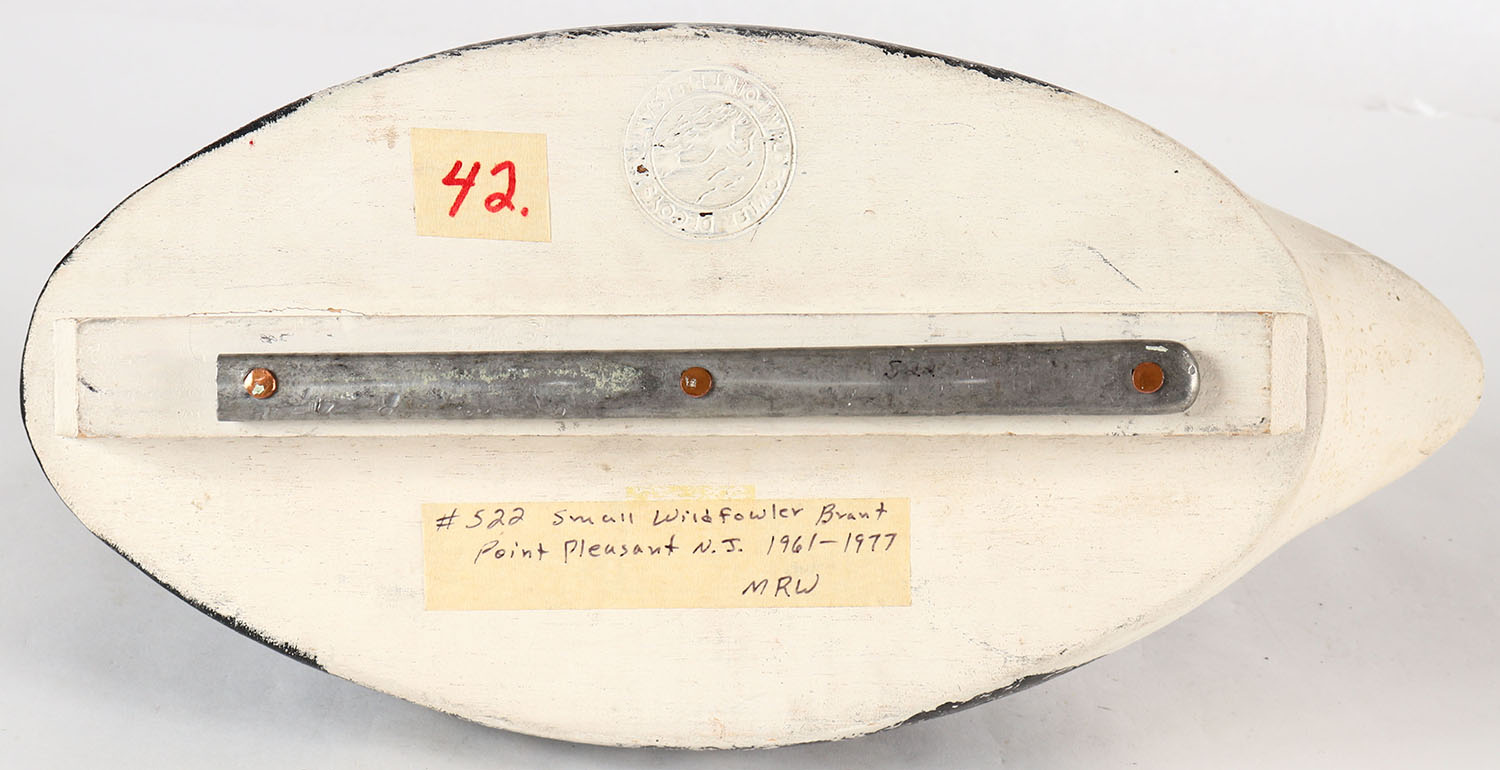 42.
# 522 Small Wildfowler Brant
Point Pleasant N.J. 1961-1977
MRW